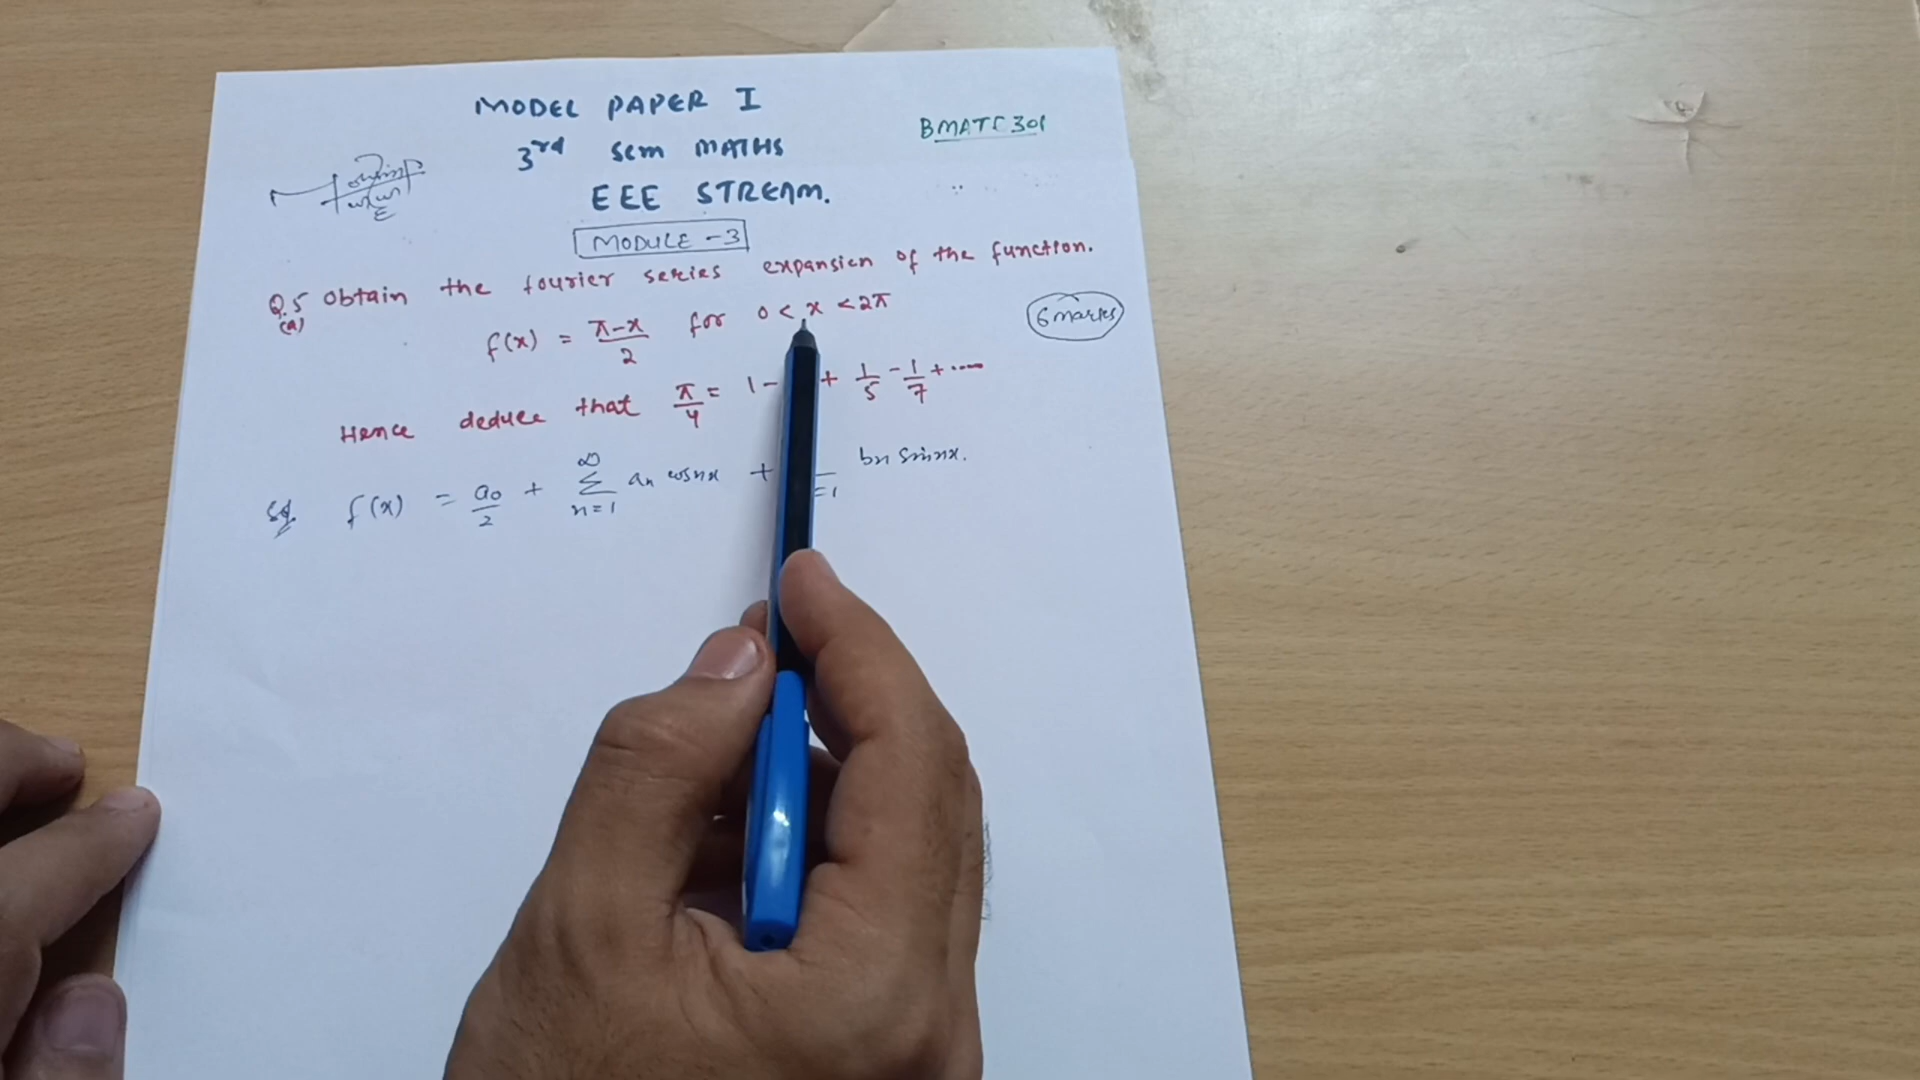 MODEL PAPER I
3rd sem MATHS
BMATE301
EEE STREAM.
MODULE - 3
Q.5 Obtain the fourier series expansion of the function.
(a) f(x) = π-x/2 for 0 < x < 2π
6 marks
Hence deduce that π/4 = 1 - + 1/5 - 1/7 + ....
Sol f(x) = a0/2 + ∞ Σ n=1 an cosnx + =1 bn sinnx.